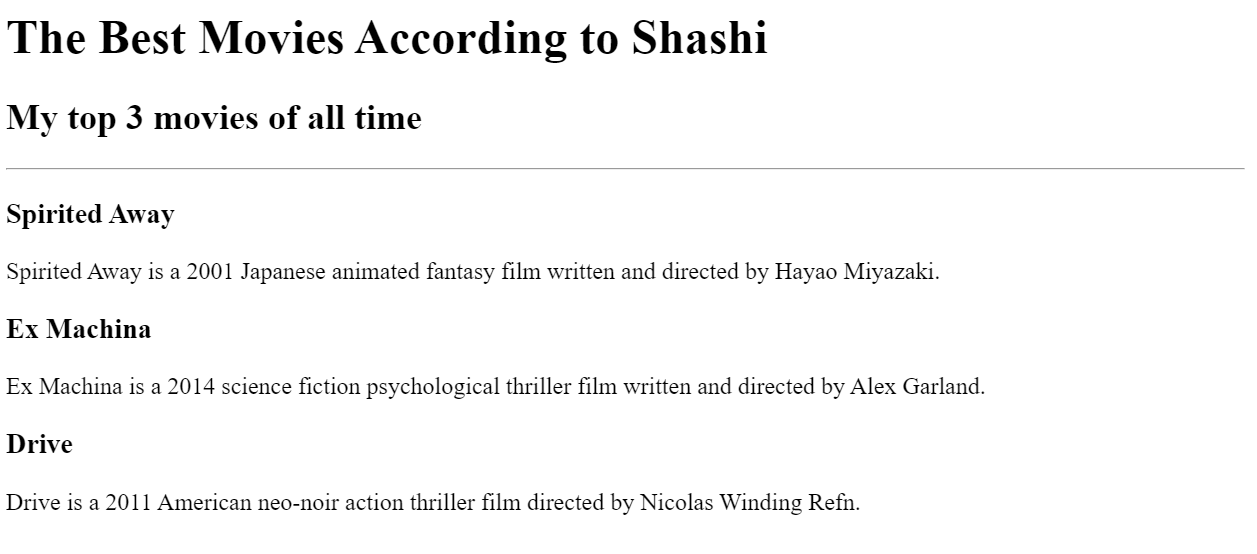 The Best Movies According to Shashi
My top 3 movies of all time
Spirited Away
Spirited Away is a 2001 Japanese animated fantasy film written and directed by Hayao Miyazaki.
Ex Machina
Ex Machina is a 2014 science fiction psychological thriller film written and directed by Alex Garland.
Drive
Drive is a 2011 American neo-noir action thriller film directed by Nicolas Winding Refn.